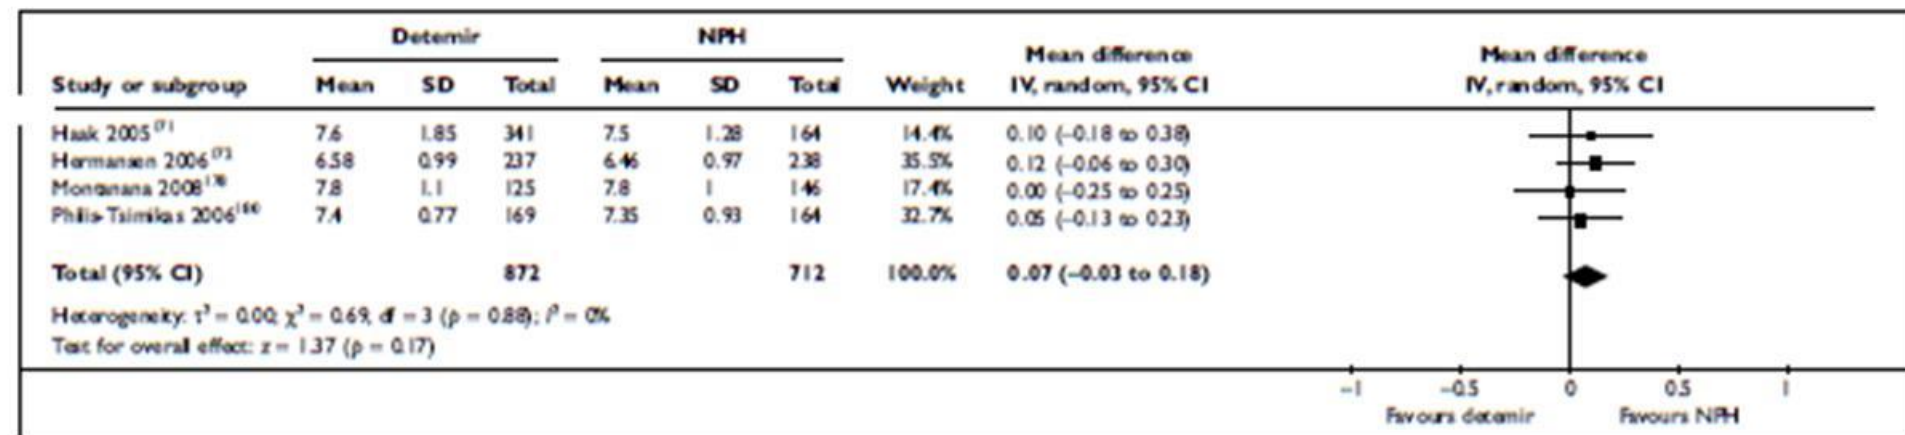 Detemir NPH
Mean difference Mean difference
Study or subgroup Mean SD Total Mean SD Total Weight IV, random, 95% CI IV, random, 95% CI
Haak 2005¹⁷¹ 7.6 1.85 341 7.5 1.28 164 14.4% 0.10 (–0.18 to 0.38)
Hermansen 2006¹⁷² 6.58 0.99 237 6.46 0.97 238 35.5% 0.12 (–0.06 to 0.30)
Montanana 2008¹⁷⁸ 7.8 1.1 125 7.8 1 146 17.4% 0.00 (–0.25 to 0.25)
Philis-Tsimikas 2006¹⁸⁰ 7.4 0.77 169 7.35 0.93 164 32.7% 0.05 (–0.13 to 0.23)
Total (95% CI) 872 712 100.0% 0.07 (–0.03 to 0.18)
Heterogeneity: τ² = 0.00; χ² = 0.69, df = 3 (p = 0.88); I² = 0%
Test for overall effect: z = 1.37 (p = 0.17)
–1 –0.5 0 0.5 1
Favours detemir Favours NPH